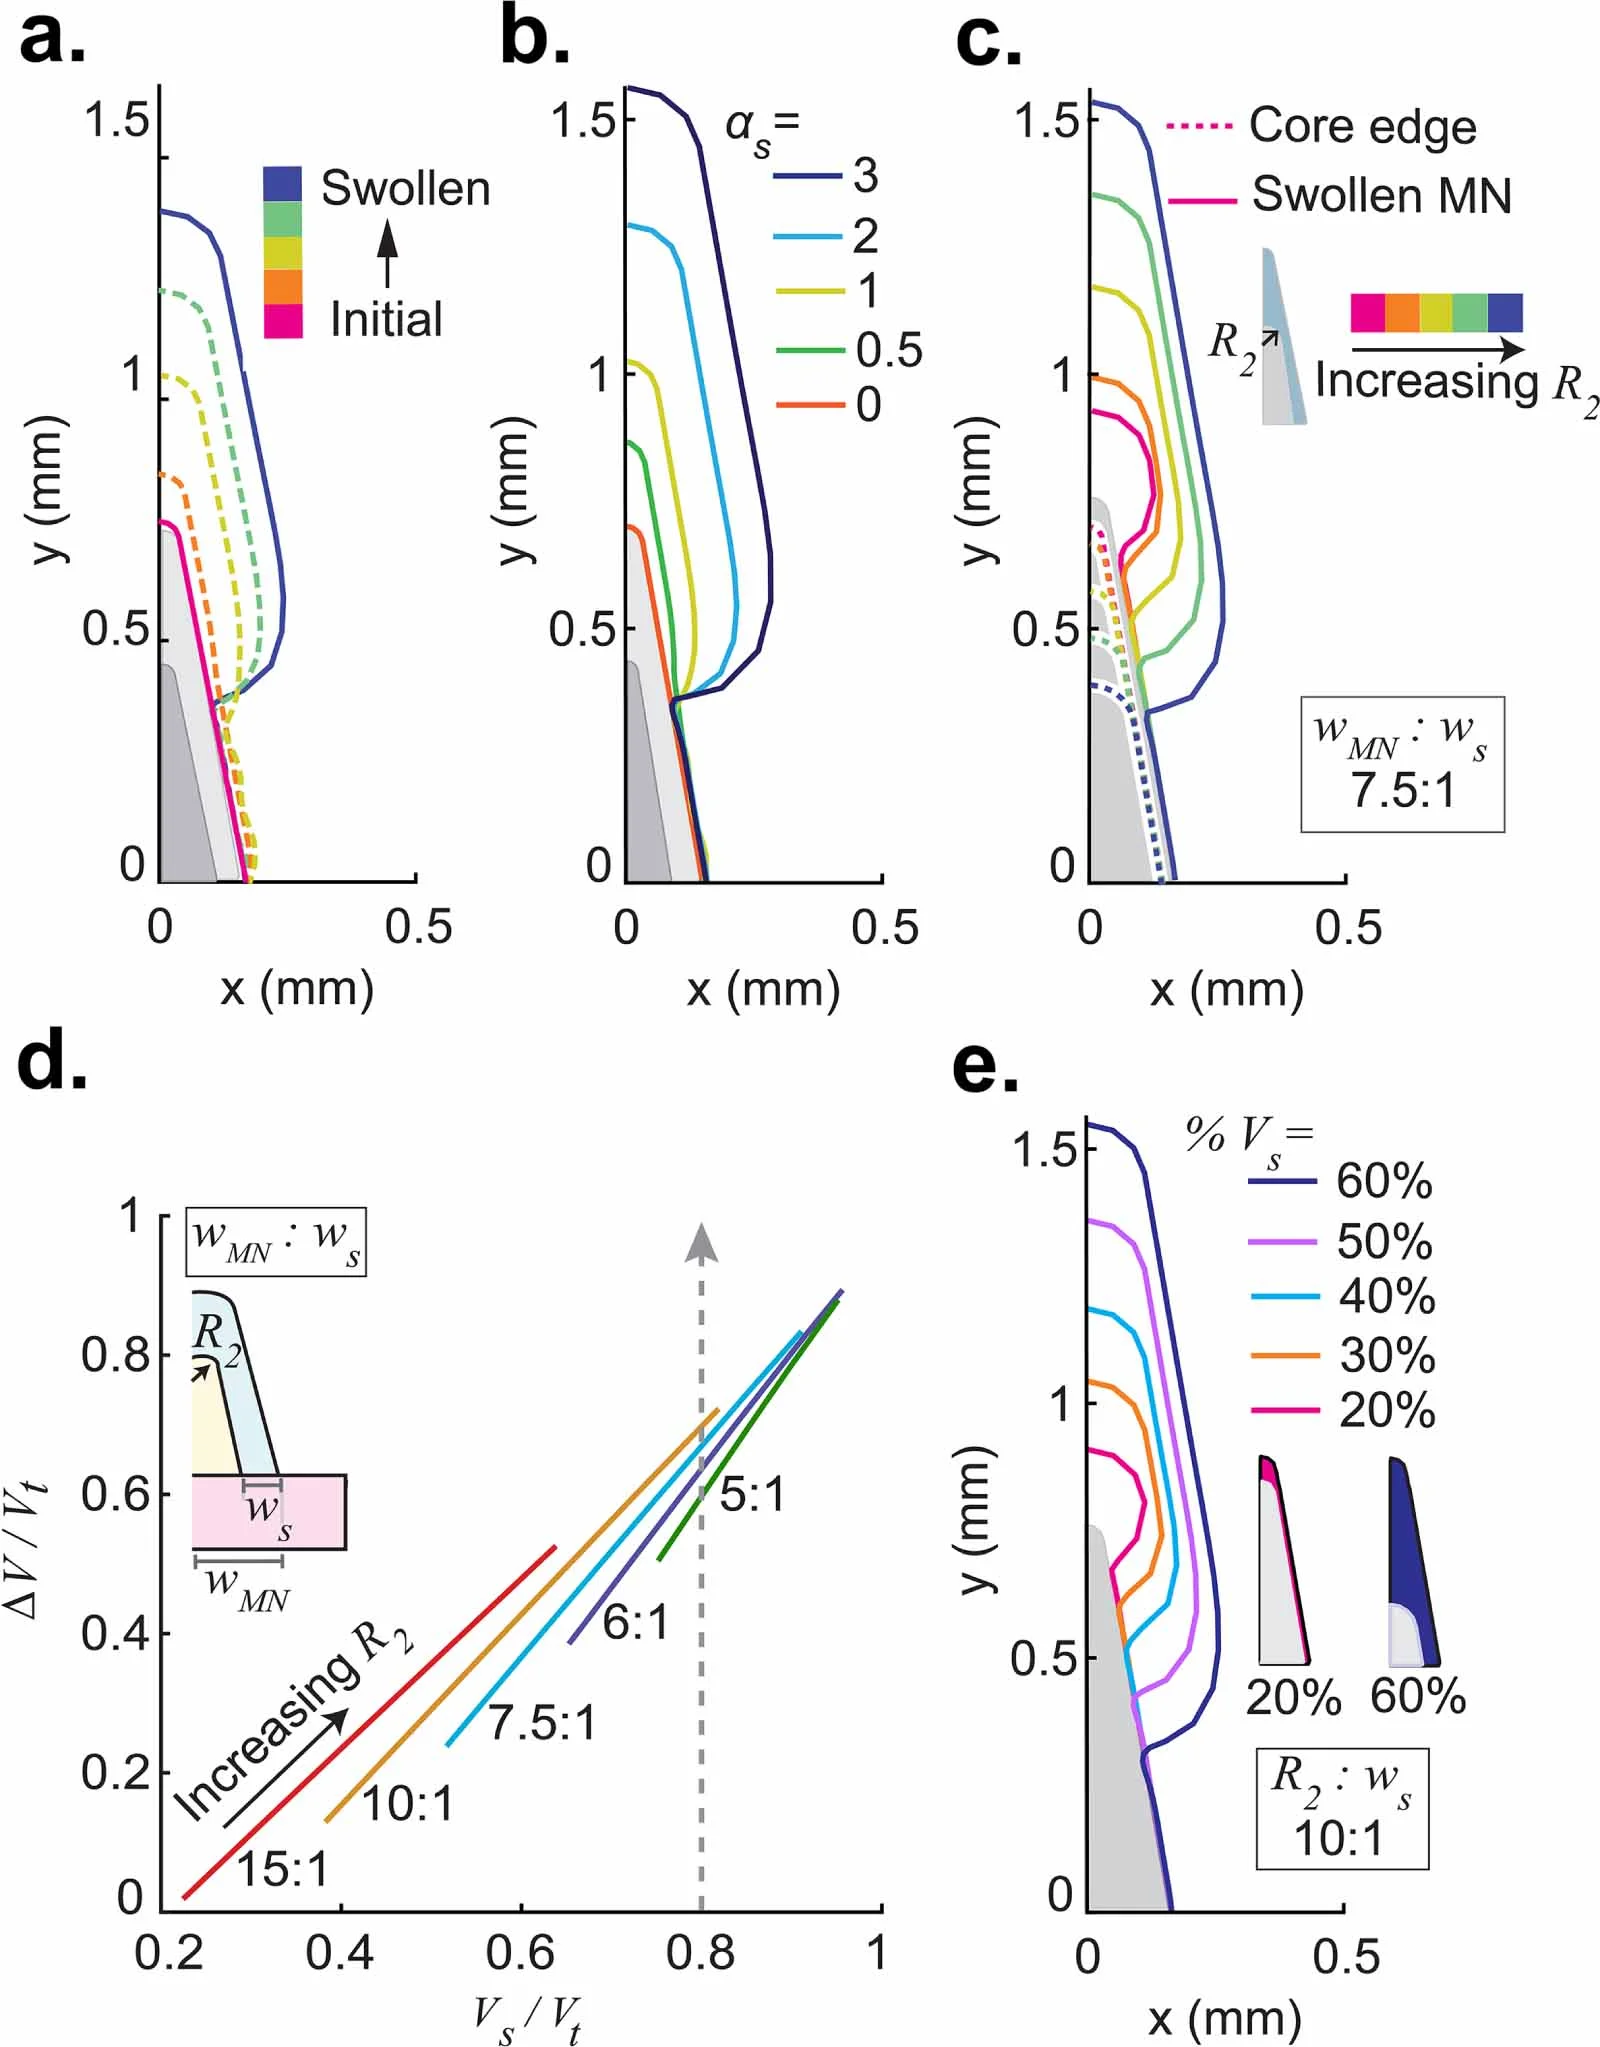 a.
1.5
1
0.5
0
0
0.5
y (mm)
x (mm)
Swollen
Initial
b.
1.5
1
0.5
0
0
0.5
y (mm)
x (mm)
αs =
3
2
1
0.5
0
c.
1.5
1
0.5
0
0
0.5
y (mm)
x (mm)
Core edge
Swollen MN
R2
Increasing R2
wMN : ws
7.5:1
d.
1
0.8
0.6
0.4
0.2
0
0.2
0.4
0.6
0.8
1
ΔV / Vt
Vs / Vt
wMN : ws
R2
ws
wMN
Increasing R2
5:1
6:1
7.5:1
10:1
15:1
e.
1.5
1
0.5
0
0
0.5
y (mm)
x (mm)
% Vs =
60%
50%
40%
30%
20%
20%
60%
R2 : ws
10:1